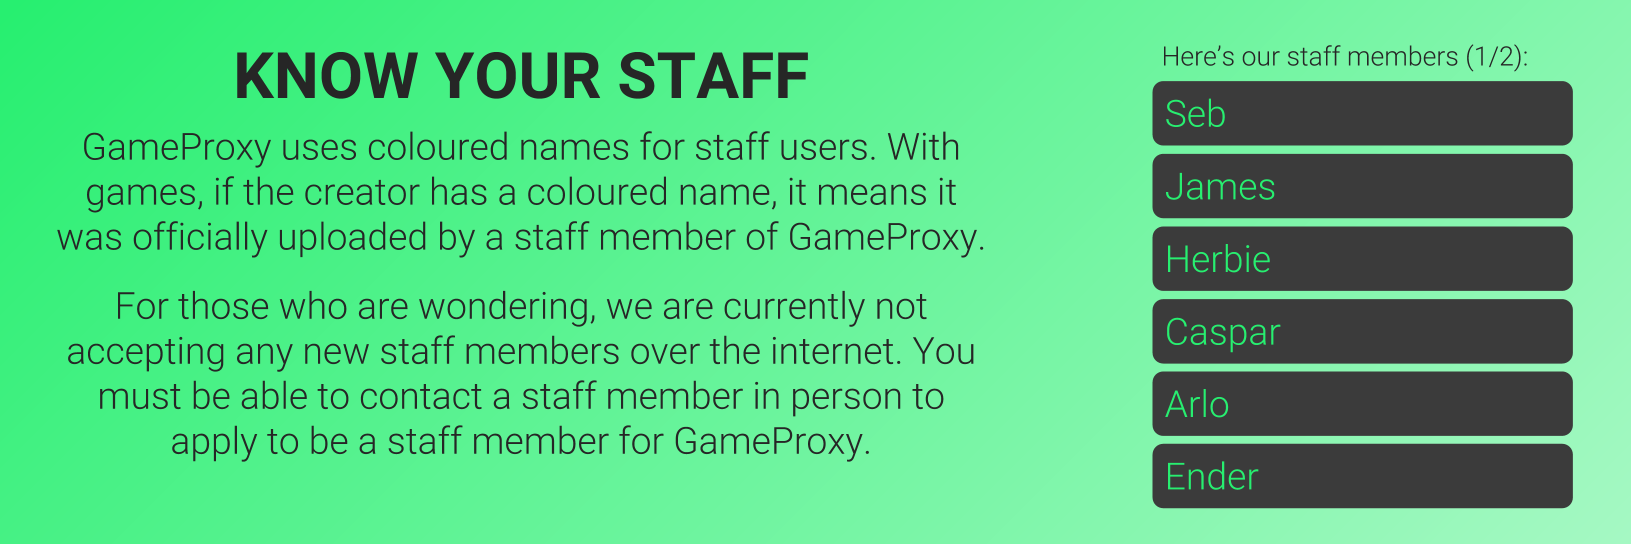 KNOW YOUR STAFF
GameProxy uses coloured names for staff users. With
games, if the creator has a coloured name, it means it
was officially uploaded by a staff member of GameProxy.
For those who are wondering, we are currently not
accepting any new staff members over the internet. You
must be able to contact a staff member in person to
apply to be a staff member for GameProxy.
Here’s our staff members (1/2):
Seb
James
Herbie
Caspar
Arlo
Ender